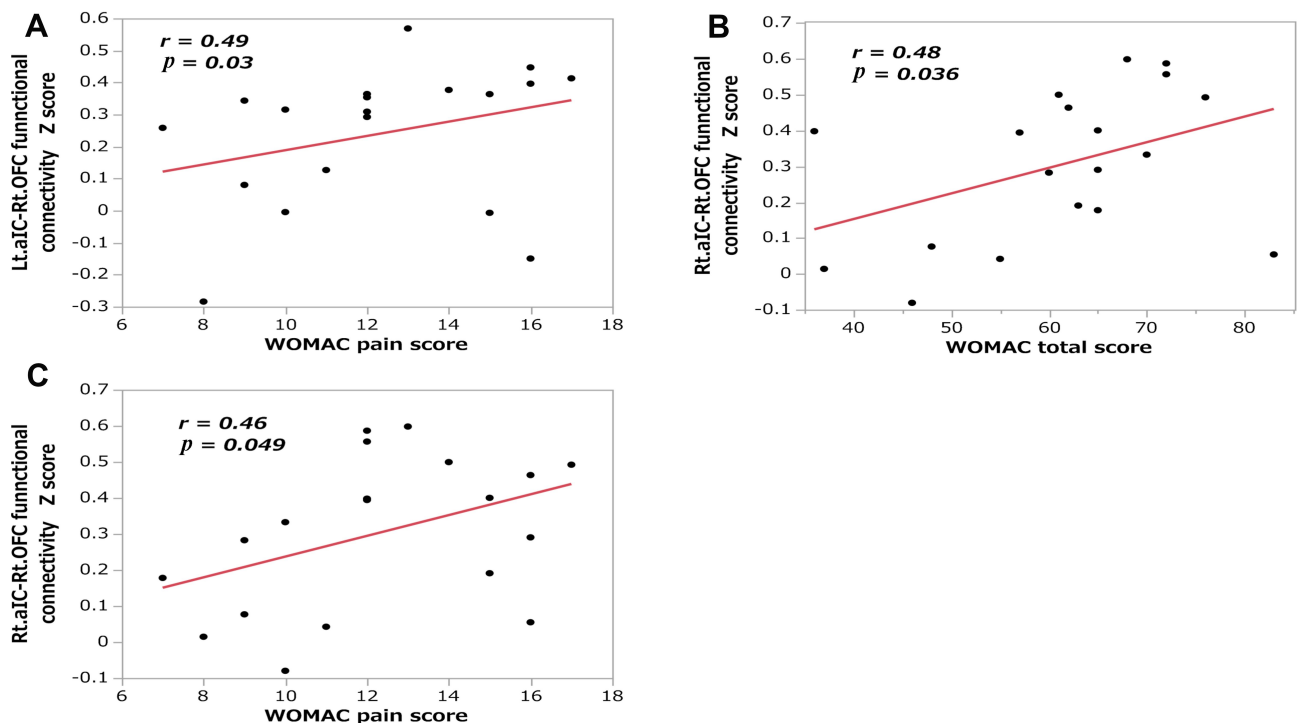 A
r = 0.49
p = 0.03
0.6
0.5
0.4
0.3
0.2
0.1
0
-0.1
-0.2
-0.3
Lt.aIC-Rt.OFC funnctional
connectivity Z score
6 8 10 12 14 16 18
WOMAC pain score
B
r = 0.48
p = 0.036
0.7
0.6
0.5
0.4
0.3
0.2
0.1
0
-0.1
Rt.aIC-Rt.OFC funnctional
connectivity Z score
40 50 60 70 80
WOMAC total score
C
r = 0.46
p = 0.049
0.7
0.6
0.5
0.4
0.3
0.2
0.1
0
-0.1
Rt.aIC-Rt.OFC funnctional
connectivity Z score
6 8 10 12 14 16 18
WOMAC pain score